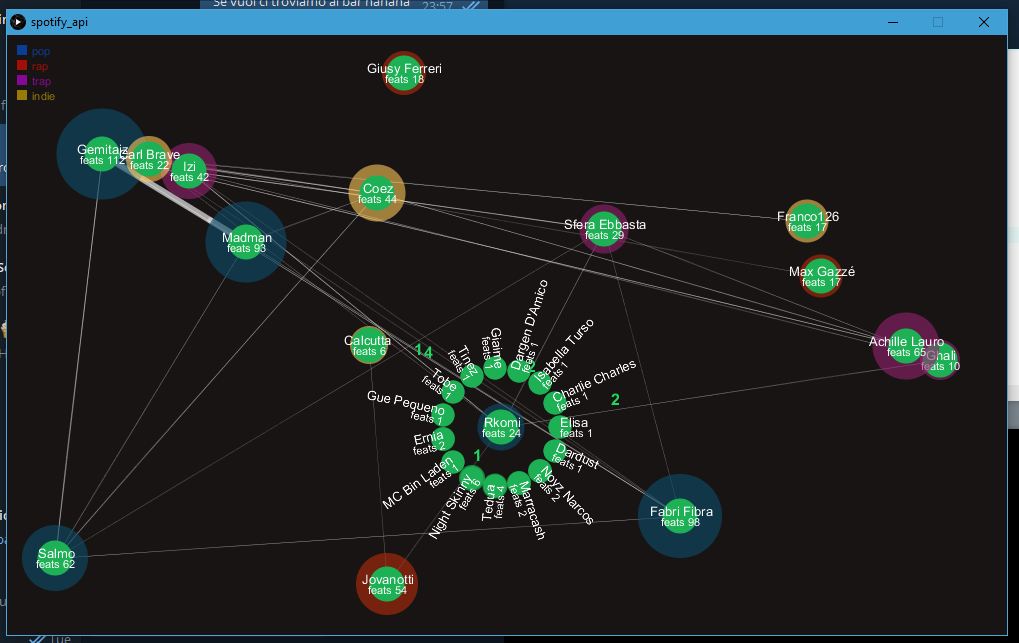 Se vuoi ci troviamo al bar nanana
23:57
spotify_api
pop
rap
trap
indie
Giusy Ferreri
feats 18
Gemitaiz
feats 112
Carl Brave
feats 22
Izi
feats 42
Coez
feats 44
Madman
feats 93
Sfera Ebbasta
feats 29
Franco126
feats 17
Max Gazzé
feats 17
Achille Lauro
feats 65
Ghali
feats 10
Calcutta
feats 6
14
2
2
1
Rkomi
feats 24
Giaime
feats 1
Dargen D'Amico
feats 1
Isabella Turso
feats 1
Charlie Charles
feats 1
Elisa
feats 1
Dardust
feats 1
Noyz Narcos
feats 2
Marracash
feats 2
Tedua
feats 4
Night Skinny
feats 6
MC Bin Laden
feats 1
Ernia
feats 2
Gue Pequeno
feats 1
Tobe
Tinez
Fabri Fibra
feats 98
Salmo
feats 62
Jovanotti
feats 54
Tue